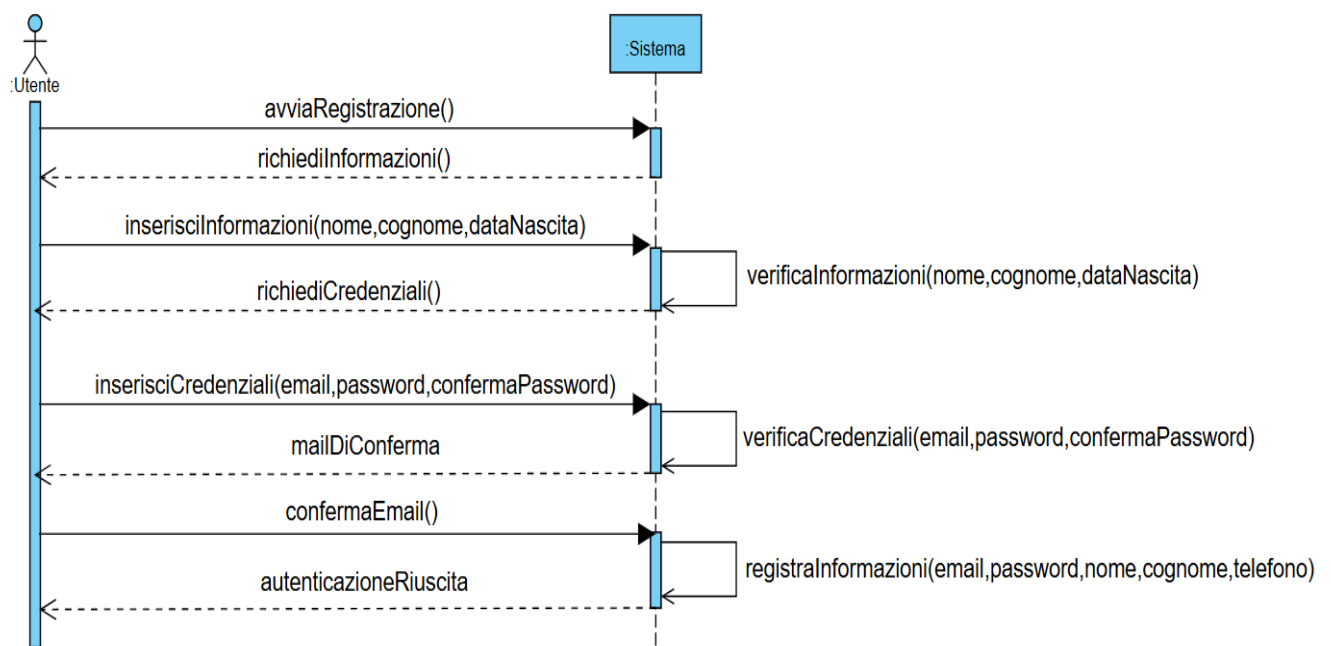 :Utente
:Sistema
avviaRegistrazione()
richiediInformazioni()
inserisciInformazioni(nome,cognome,dataNascita)
verificaInformazioni(nome,cognome,dataNascita)
richiediCredenziali()
inserisciCredenziali(email,password,confermaPassword)
verificaCredenziali(email,password,confermaPassword)
mailDiConferma
confermaEmail()
registraInformazioni(email,password,nome,cognome,telefono)
autenticazioneRiuscita